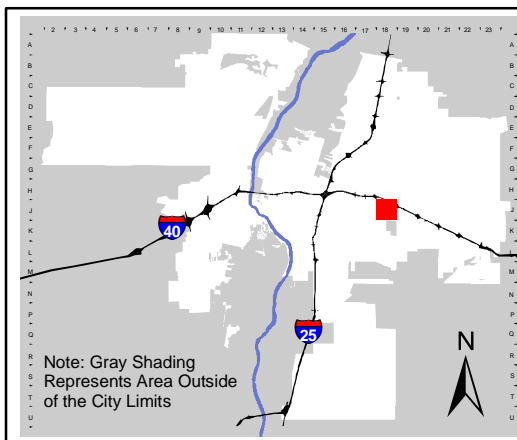 2 3 4 5 6 7 8 9 10 11 12 13 14 15 16 17 18 19 20 21 22 23
A A
B B
C C
D D
E E
F F
G G
H H
J J
K K
L L
M M
N N
P P
Q Q
R R
S S
T T
U U
40
25
N
Note: Gray Shading
Represents Area Outside
of the City Limits